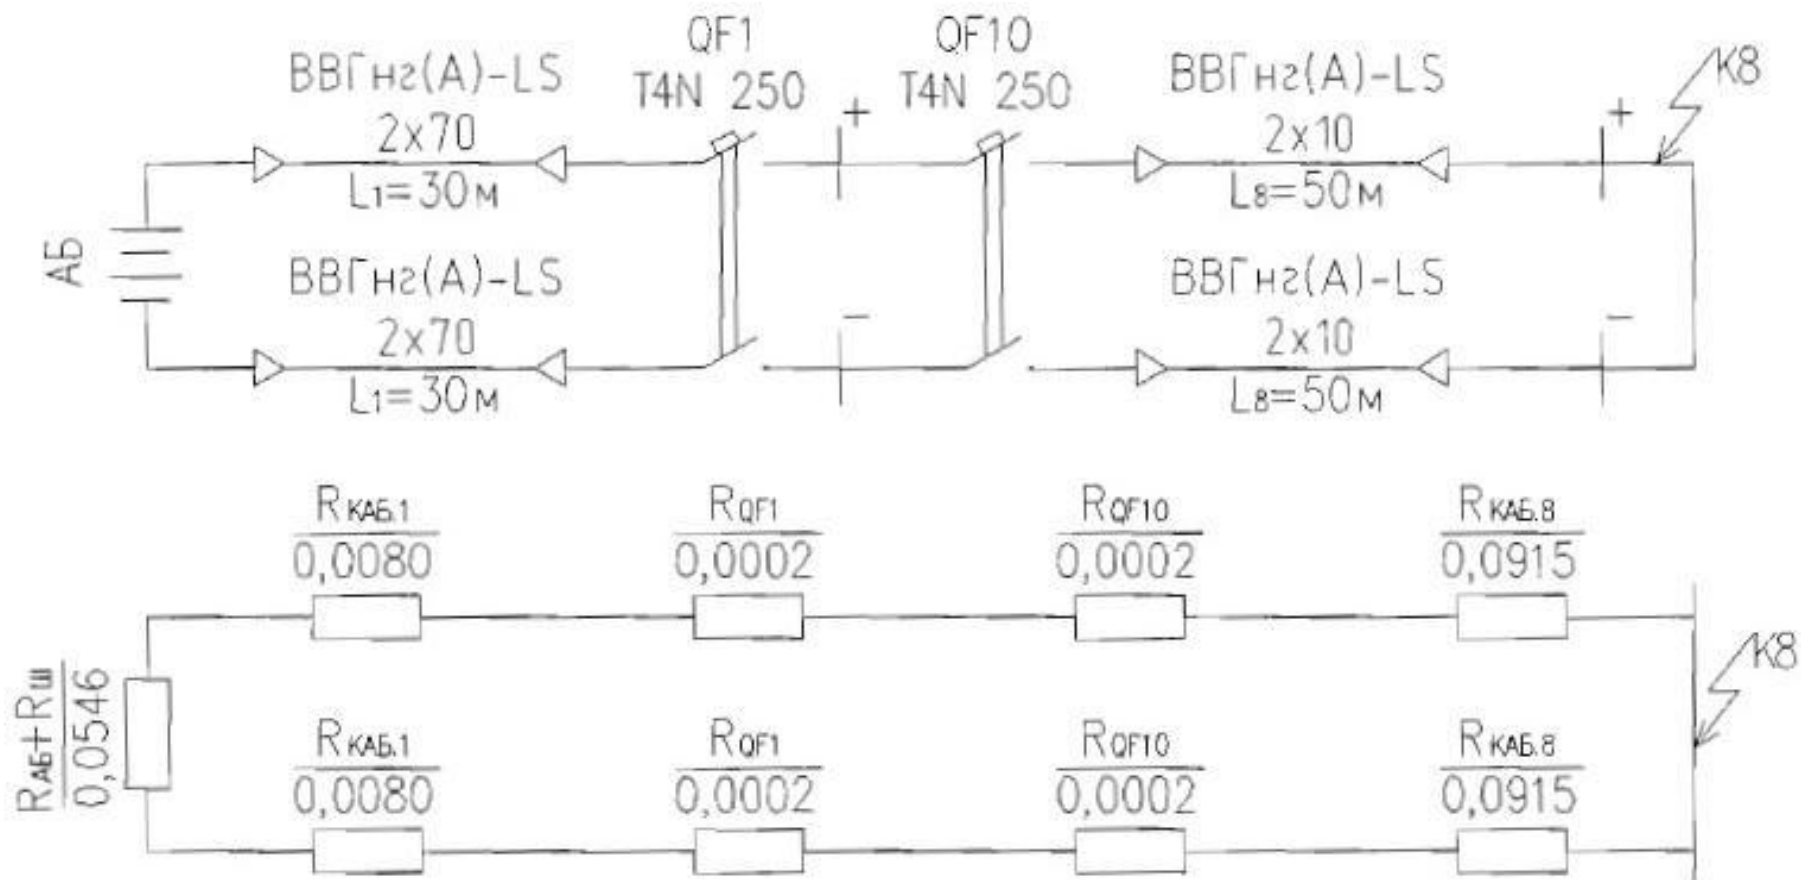 QF1
T4N 250
QF10
T4N 250
ВВГнг(А)-LS
2x70
L1=30м
+
ВВГнг(А)-LS
2x10
L8=50м
+
К8
АБ
ВВГнг(А)-LS
2x70
L1=30м
−
ВВГнг(А)-LS
2x10
L8=50м
−
RКАБ.1
0,0080
RQF1
0,0002
RQF10
0,0002
RКАБ.8
0,0915
RАБ+RШ
0,0546
К8
RКАБ.1
0,0080
RQF1
0,0002
RQF10
0,0002
RКАБ.8
0,0915